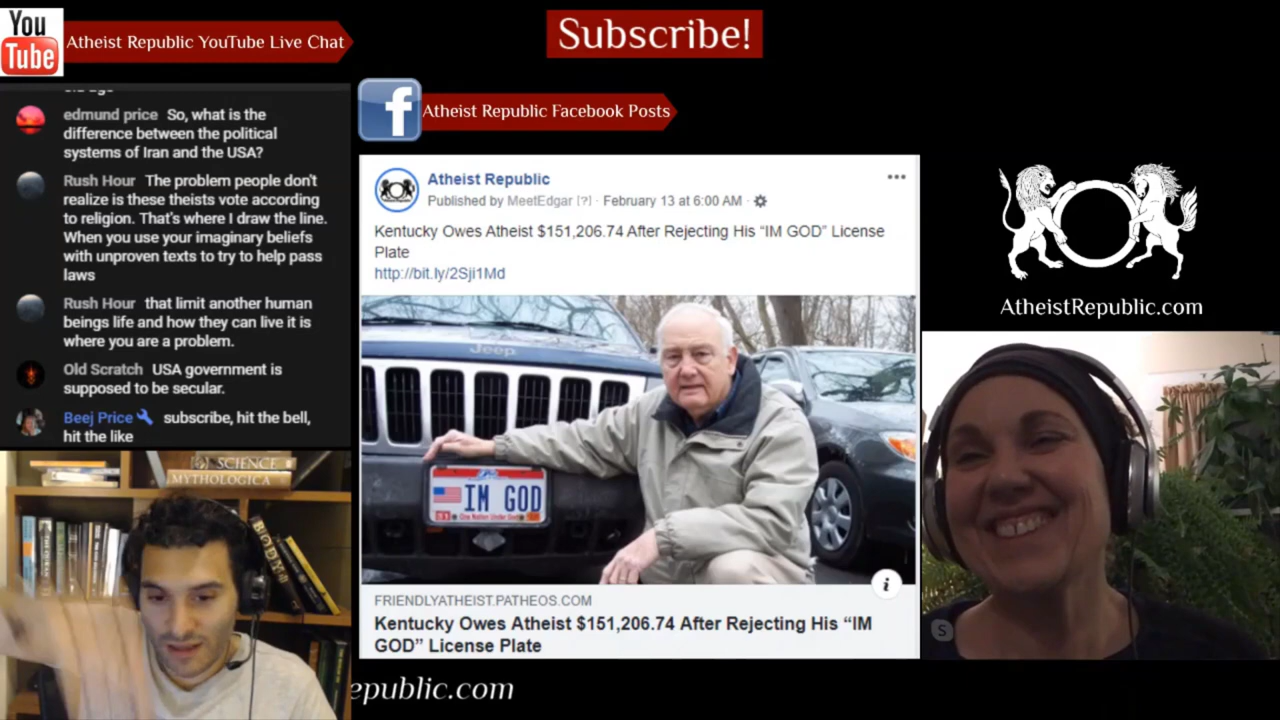 You
Tube
Atheist Republic YouTube Live Chat
Subscribe!
edmund price So, what is the
difference between the political
systems of Iran and the USA?
Rush Hour The problem people don't
realize is these theists vote according
to religion. That's where I draw the line.
When you use your imaginary beliefs
with unproven texts to try to help pass
laws
Rush Hour that limit another human
beings life and how they can live it is
where you are a problem.
Old Scratch USA government is
supposed to be secular.
Beej Price subscribe, hit the bell,
hit the like
f
Atheist Republic Facebook Posts
Atheist Republic
Published by MeetEdgar [?] · February 13 at 6:00 AM ·
Kentucky Owes Atheist $151,206.74 After Rejecting His “IM GOD” License
Plate
http://bit.ly/2Sji1Md
Jeep
IM GOD
One Nation Under God
i
FRIENDLYATHEIST.PATHEOS.COM
Kentucky Owes Atheist $151,206.74 After Rejecting His “IM
GOD” License Plate
AtheistRepublic.com
S
SCIENCE
MYTHOLOGICA
epublic.com